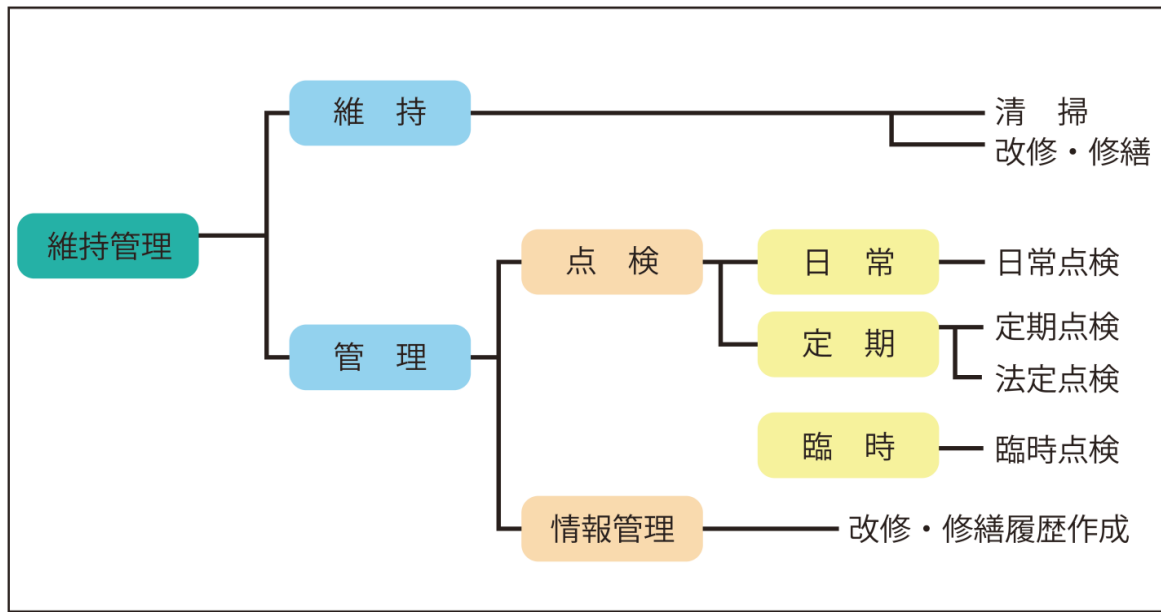 維持
清掃
改修・修繕
維持管理
点検
日常
日常点検
定期
定期点検
法定点検
管理
臨時
臨時点検
情報管理
改修・修繕履歴作成